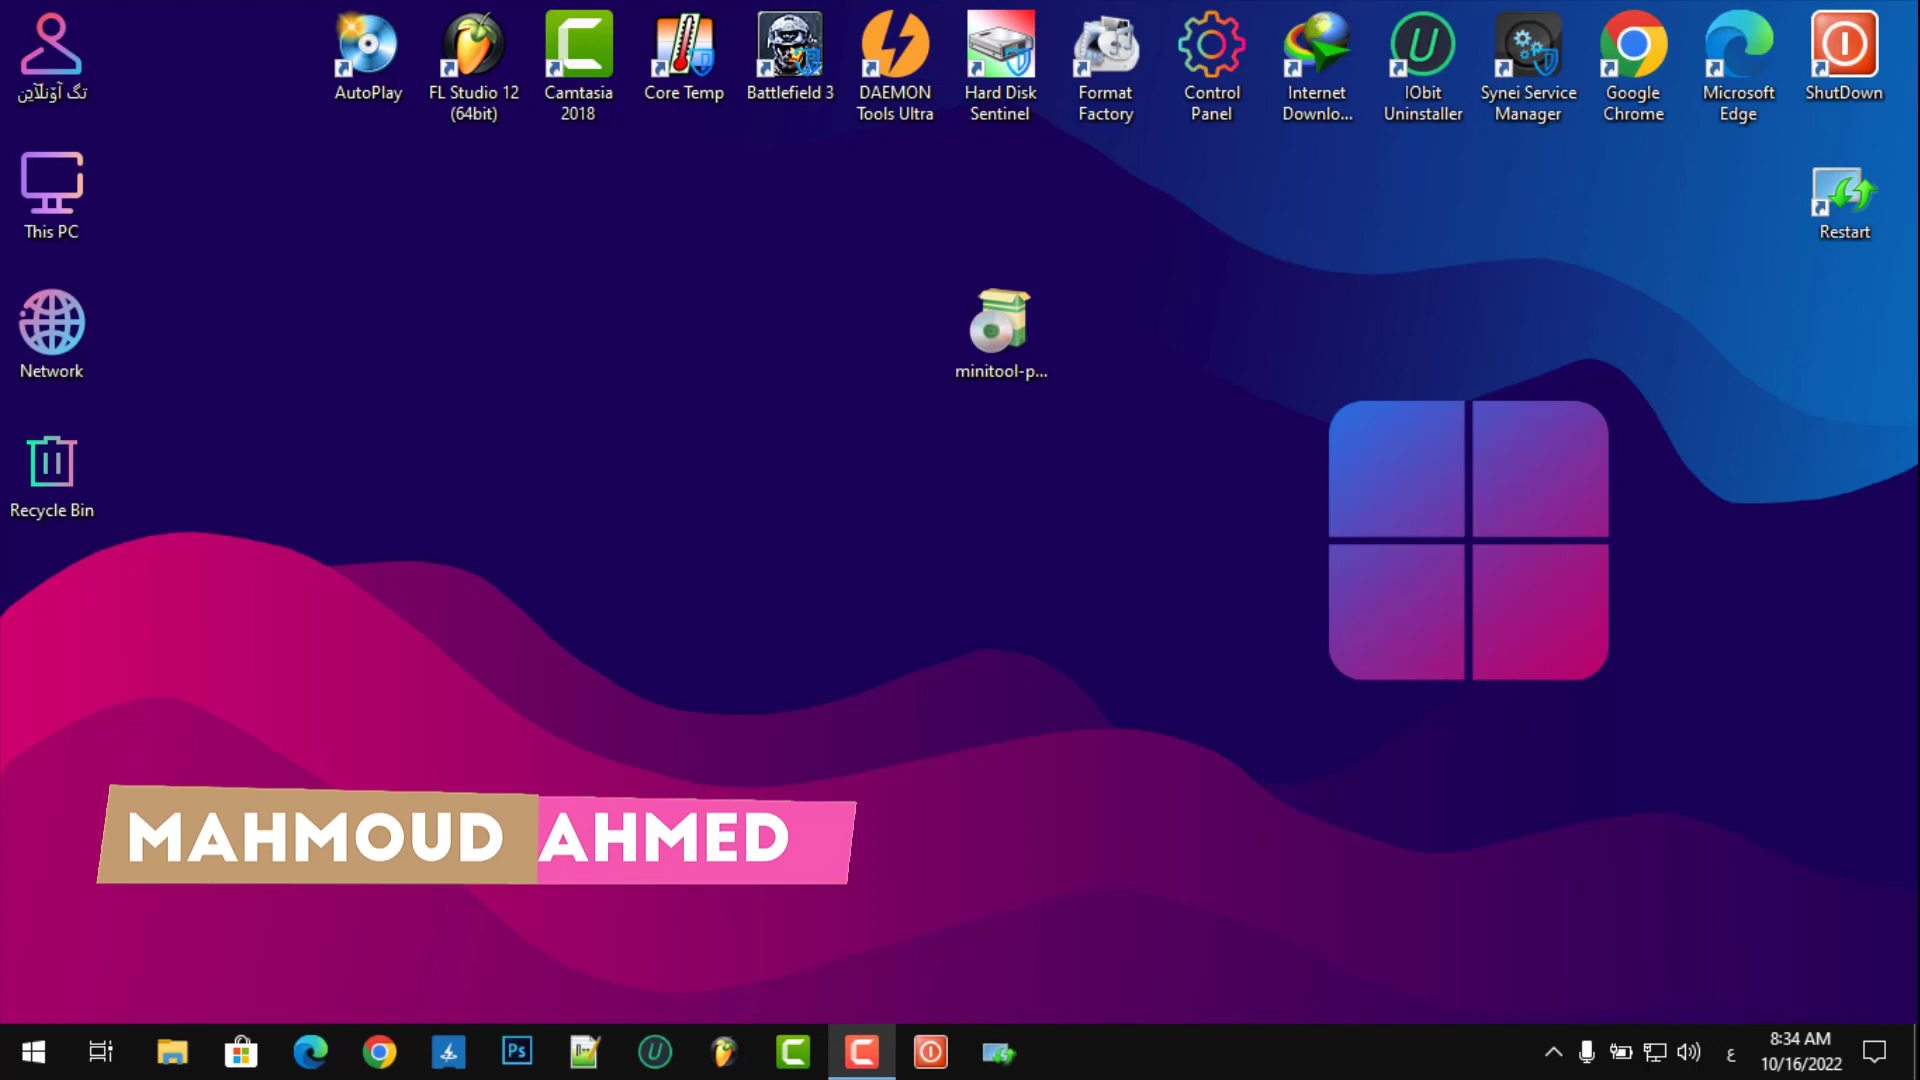 تگ آؤنلآين
AutoPlay
FL Studio 12
(64bit)
Camtasia
2018
Core Temp
Battlefield 3
DAEMON
Tools Ultra
Hard Disk
Sentinel
Format
Factory
Control
Panel
Internet
Downlo...
IObit
Uninstaller
Synei Service
Manager
Google
Chrome
Microsoft
Edge
ShutDown
This PC
Restart
Network
minitool-p...
Recycle Bin
MAHMOUD AHMED
Ps
ع
8:34 AM
10/16/2022